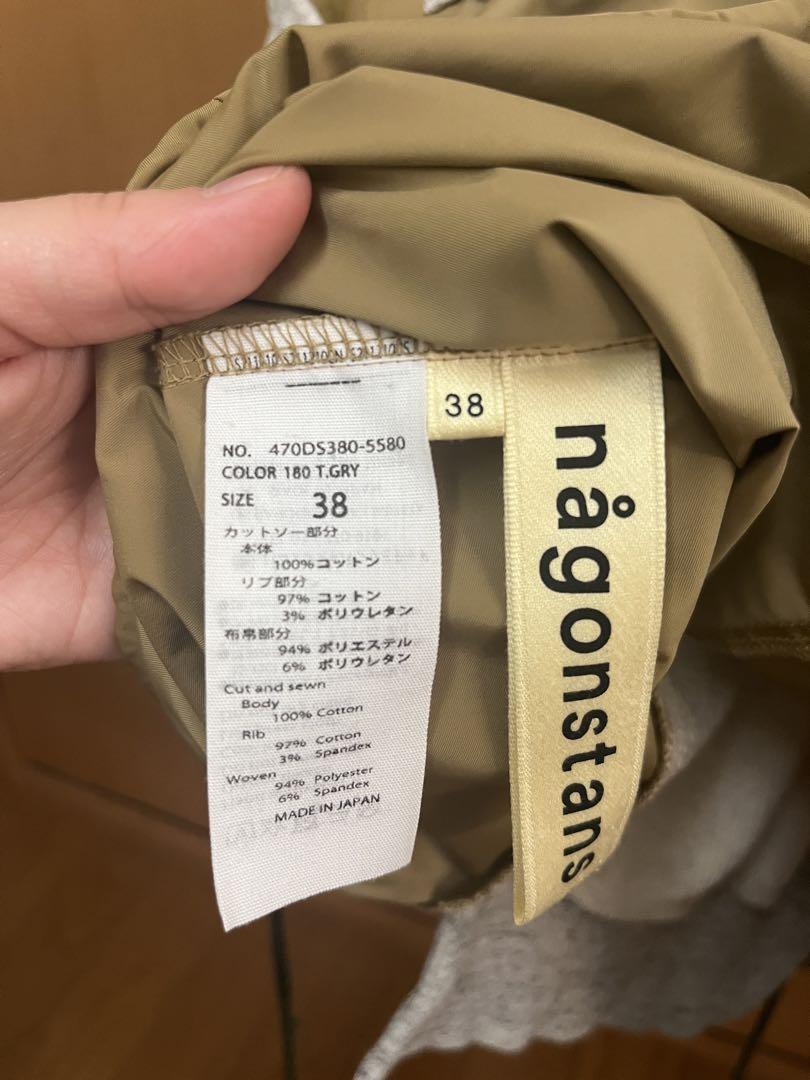 NO. 470DS380-5580
COLOR 180 T.GRY
SIZE 38
カットソー部分
本体
100%コットン
リブ部分
97% コットン
3% ポリウレタン
布帛部分
94% ポリエステル
6% ポリウレタン
Cut and sewn
Body
100% Cotton
Rib
97% Cotton
3% Spandex
Woven
94% Polyester
6% Spandex
MADE IN JAPAN
38
någonstans